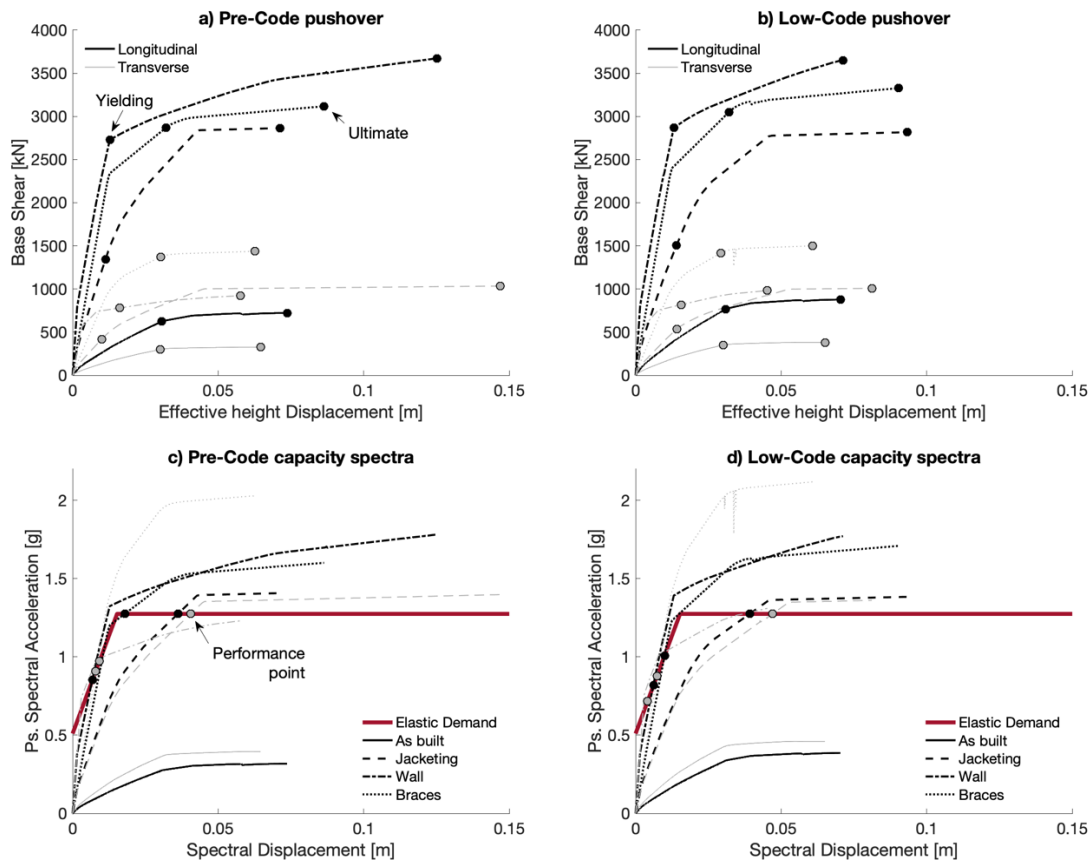 a) Pre-Code pushover
4000
3500
3000
2500
2000
1500
1000
500
0
Base Shear [kN]
Longitudinal
Transverse
Yielding
Ultimate
0
0.05
0.1
0.15
Effective height Displacement [m]
b) Low-Code pushover
4000
3500
3000
2500
2000
1500
1000
500
0
Base Shear [kN]
Longitudinal
Transverse
0
0.05
0.1
0.15
Effective height Displacement [m]
c) Pre-Code capacity spectra
2
1.5
1
0.5
0
Ps. Spectral Acceleration [g]
Performance
point
Elastic Demand
As built
Jacketing
Wall
Braces
0
0.05
0.1
0.15
Spectral Displacement [m]
d) Low-Code capacity spectra
2
1.5
1
0.5
0
Ps. Spectral Acceleration [g]
Elastic Demand
As built
Jacketing
Wall
Braces
0
0.05
0.1
0.15
Spectral Displacement [m]